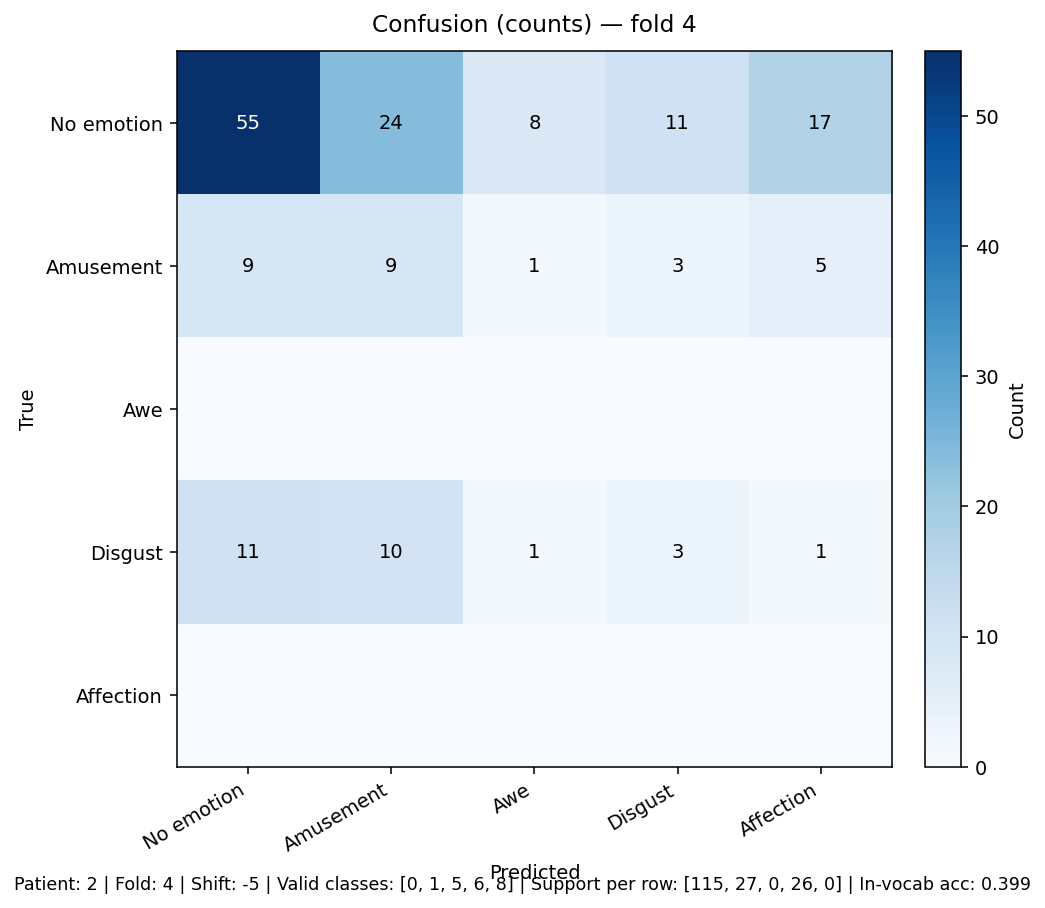 Confusion (counts) — fold 4
No emotion 55 24 8 11 17
Amusement 9 9 1 3 5
Awe
Disgust 11 10 1 3 1
Affection
True
No emotion Amusement Awe Disgust Affection
Predicted
50
40
30
20
10
0
Count
Patient: 2 | Fold: 4 | Shift: -5 | Valid classes: [0, 1, 5, 6, 8] | Support per row: [115, 27, 0, 26, 0] | In-vocab acc: 0.399